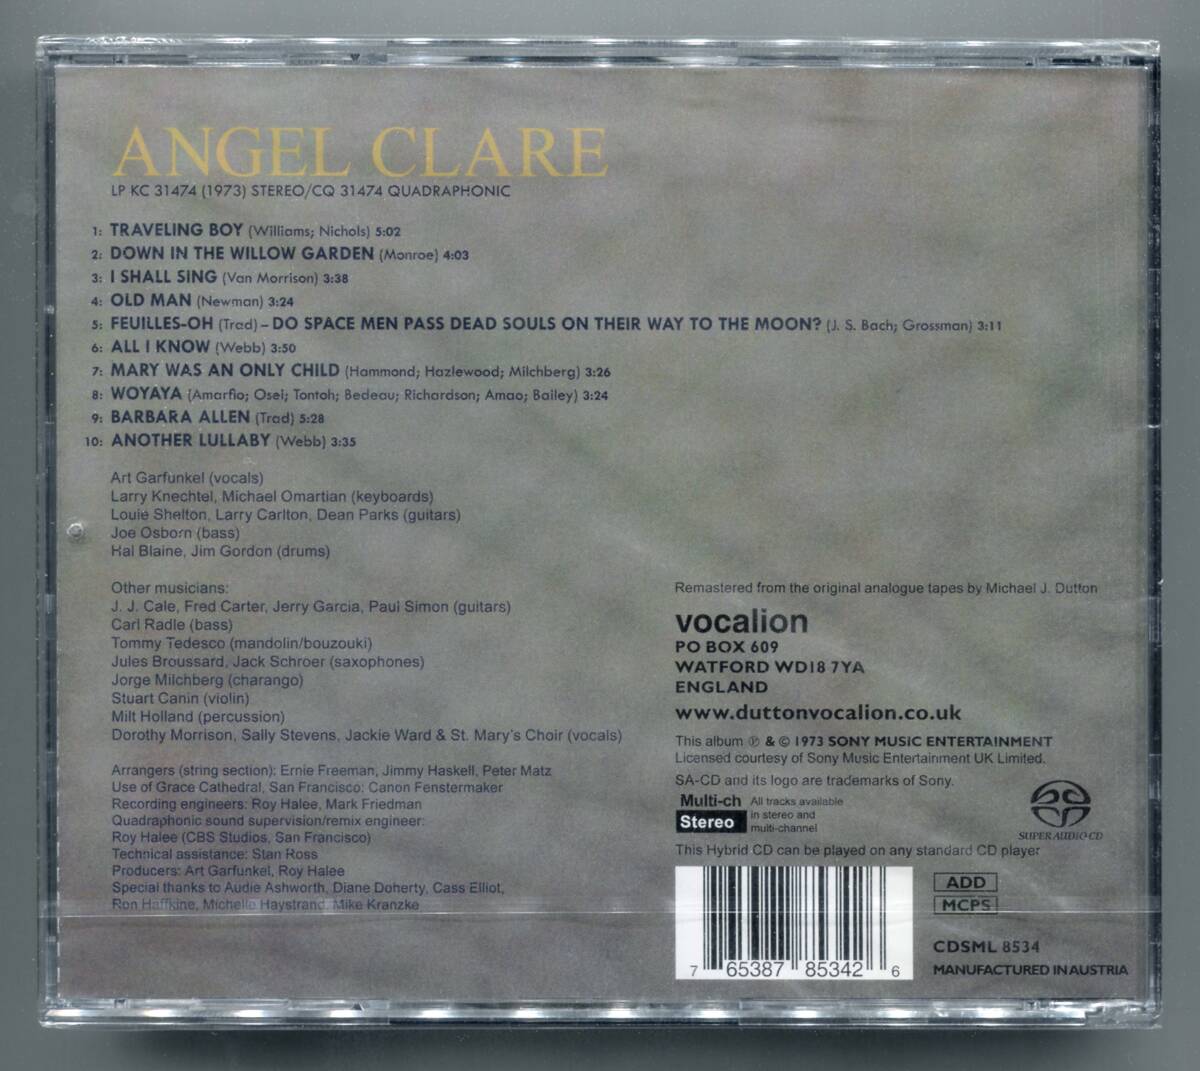 ANGEL CLARE
LP KC 31474 (1973) STEREO/CQ 31474 QUADRAPHONIC
1: TRAVELING BOY (Williams; Nichols) 5:02
2: DOWN IN THE WILLOW GARDEN (Monroe) 4:03
3: I SHALL SING (Van Morrison) 3:38
4: OLD MAN (Newman) 3:24
5: FEUILLES-OH (Trad) – DO SPACE MEN PASS DEAD SOULS ON THEIR WAY TO THE MOON? (J. S. Bach; Grossman) 3:11
6: ALL I KNOW (Webb) 3:50
7: MARY WAS AN ONLY CHILD (Hammond; Hazlewood; Milchberg) 3:26
8: WOYAYA (Amarfio; Osei; Tontoh; Bedeau; Richardson; Amao; Bailey) 3:24
9: BARBARA ALLEN (Trad) 5:28
10: ANOTHER LULLABY (Webb) 3:35
Art Garfunkel (vocals)
Larry Knechtel, Michael Omartian (keyboards)
Louie Shelton, Larry Carlton, Dean Parks (guitars)
Joe Osborn (bass)
Hal Blaine, Jim Gordon (drums)
Other musicians:
J. J. Cale, Fred Carter, Jerry Garcia, Paul Simon (guitars)
Carl Radle (bass)
Tommy Tedesco (mandolin/bouzouki)
Jules Broussard, Jack Schroer (saxophones)
Jorge Milchberg (charango)
Stuart Canin (violin)
Milt Holland (percussion)
Dorothy Morrison, Sally Stevens, Jackie Ward & St. Mary's Choir (vocals)
Arrangers (string section): Ernie Freeman, Jimmy Haskell, Peter Matz
Use of Grace Cathedral, San Francisco: Canon Fenstermaker
Recording engineers: Roy Halee, Mark Friedman
Quadraphonic sound supervision/remix engineer:
Roy Halee (CBS Studios, San Francisco)
Technical assistance: Stan Ross
Producers: Art Garfunkel, Roy Halee
Special thanks to Audie Ashworth, Diane Doherty, Cass Elliot,
Ron Haffkine, Michelle Haystrand, Mike Kranzke
Remastered from the original analogue tapes by Michael J. Dutton
vocalion
PO BOX 609
WATFORD WD18 7YA
ENGLAND
www.duttonvocalion.co.uk
This album ℗ & © 1973 SONY MUSIC ENTERTAINMENT
Licensed courtesy of Sony Music Entertainment UK Limited.
SA-CD and its logo are trademarks of Sony.
Multi-ch
Stereo
All tracks available
in stereo and
multi-channel
SUPER AUDIO CD
This Hybrid CD can be played on any standard CD player
7 65387 85342 6
ADD
MCPS
CDSML 8534
MANUFACTURED IN AUSTRIA